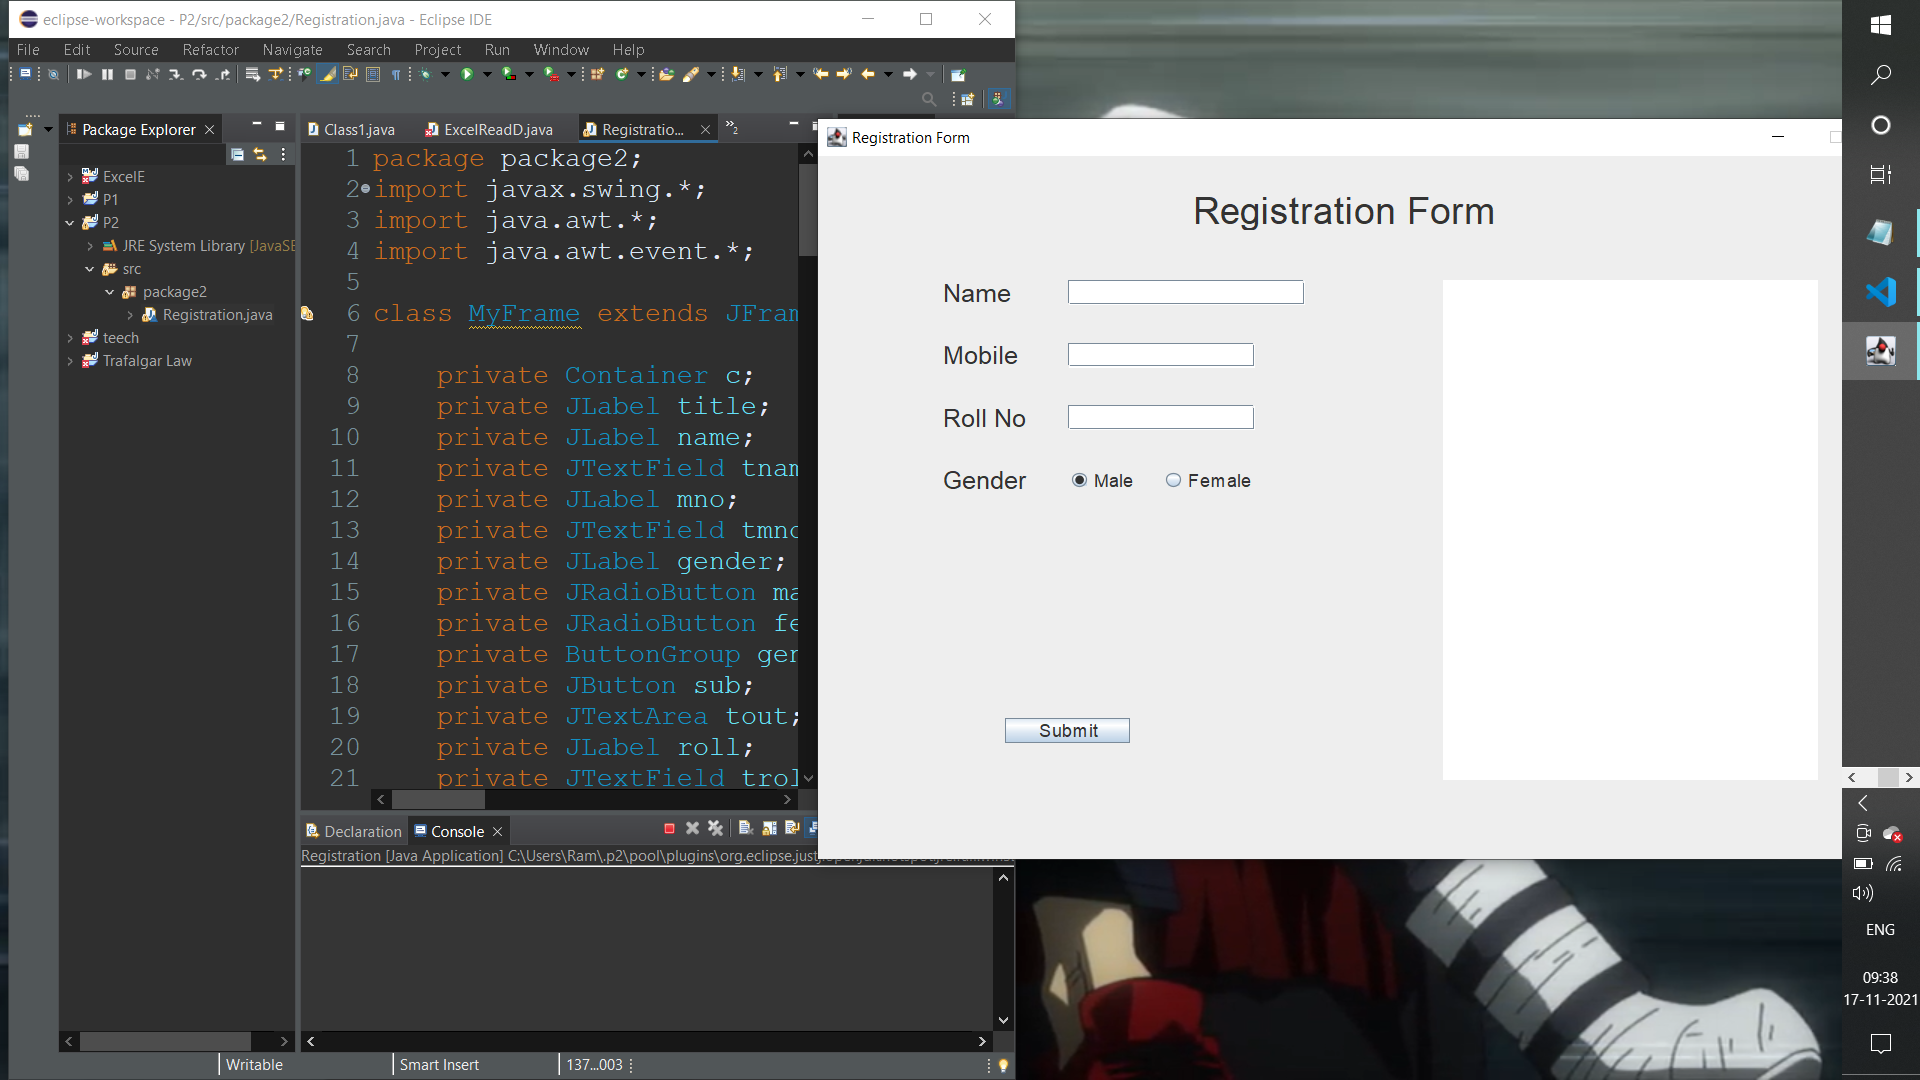 eclipse-workspace - P2/src/package2/Registration.java - Eclipse IDE
File Edit Source Refactor Navigate Search Project Run Window Help
Package Explorer
ExcelE
P1
P2
JRE System Library [JavaSE
src
package2
Registration.java
teech
Trafalgar Law
Class1.java ExcelReadD.java Registratio... »2
1 package package2;
2 import javax.swing.*;
3 import java.awt.*;
4 import java.awt.event.*;
5
6 class MyFrame extends JFram
7
8 private Container c;
9 private JLabel title;
10 private JLabel name;
11 private JTextField tnam
12 private JLabel mno;
13 private JTextField tmno
14 private JLabel gender;
15 private JRadioButton ma
16 private JRadioButton fe
17 private ButtonGroup gen
18 private JButton sub;
19 private JTextArea tout;
20 private JLabel roll;
21 private JTextField trol
Declaration Console
Registration [Java Application] C:\Users\Ram\.p2\pool\plugins\org.eclipse.justj
Writable Smart Insert 137...003
Registration Form
Registration Form
Name
Mobile
Roll No
Gender Male Female
Submit
ENG
09:38
17-11-2021